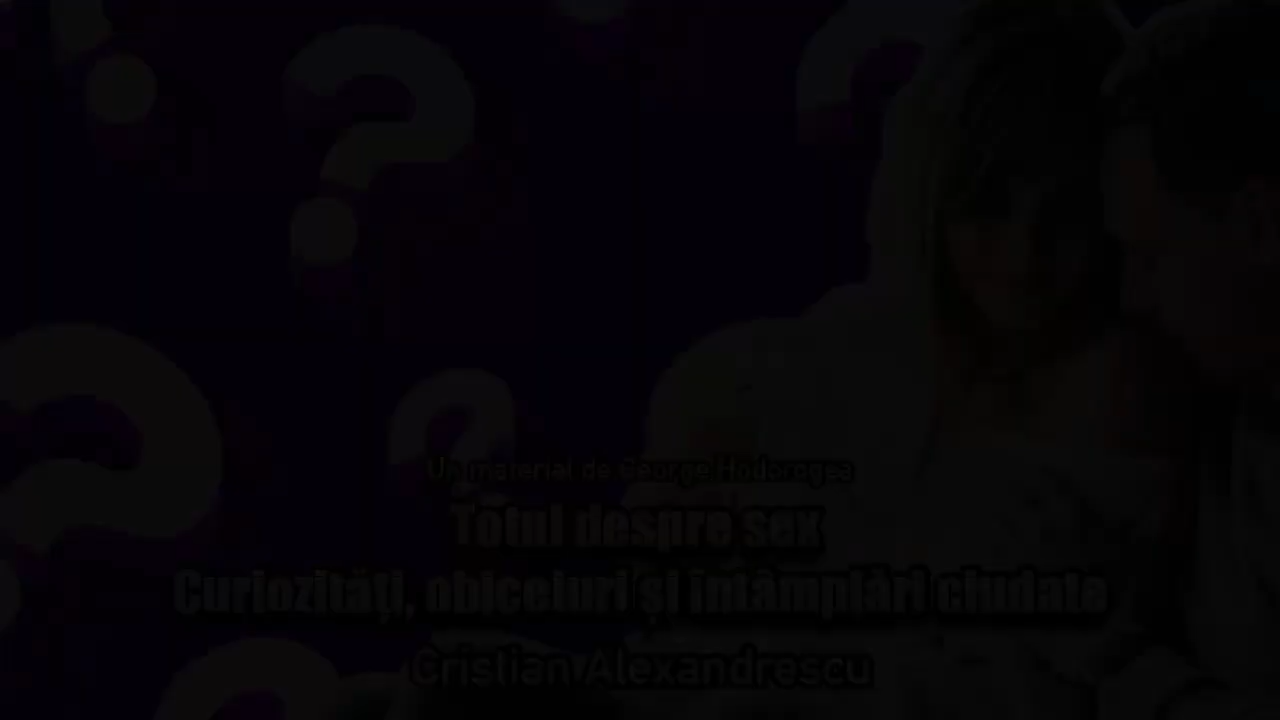 Un material de George Hodorogea
Totul despre sex
Curiozități, obiceiuri și întâmplări ciudate
Cristian Alexandrescu